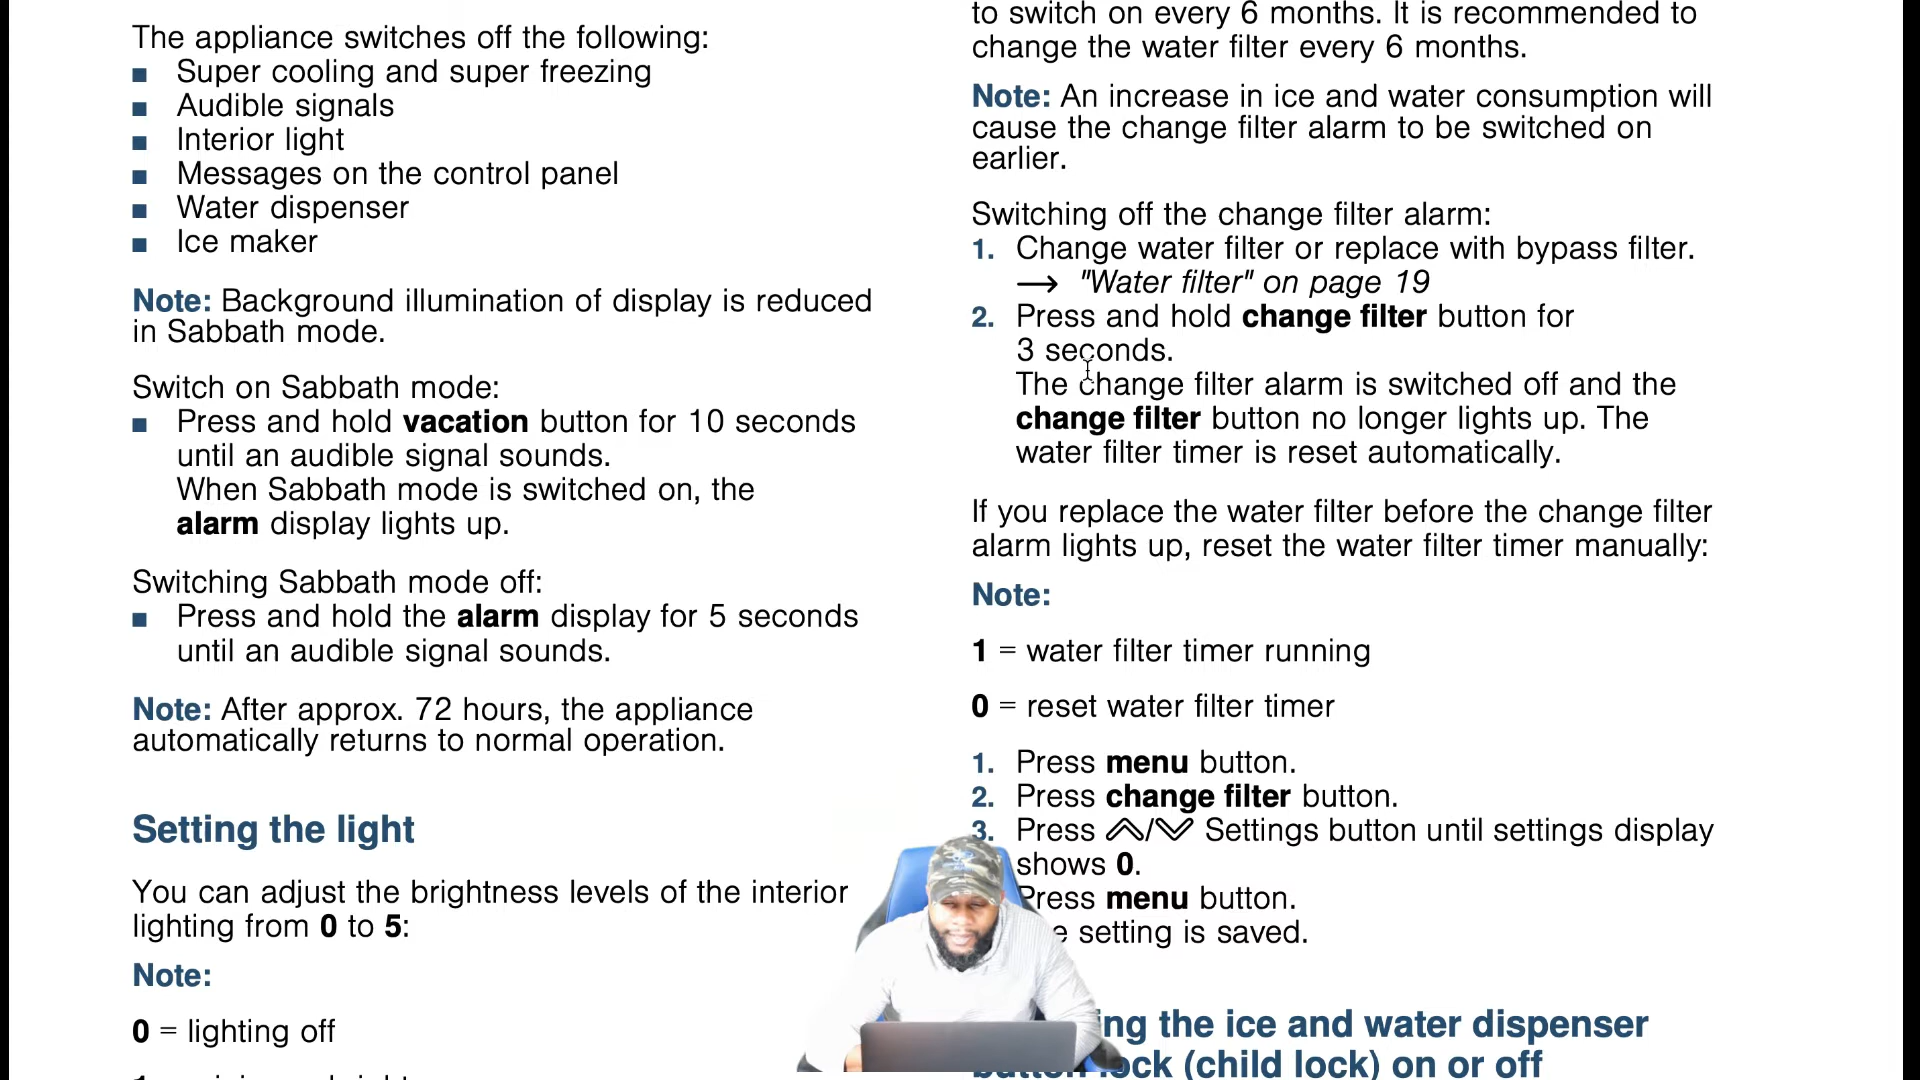 The appliance switches off the following:
■ Super cooling and super freezing
■ Audible signals
■ Interior light
■ Messages on the control panel
■ Water dispenser
■ Ice maker
Note: Background illumination of display is reduced
in Sabbath mode.
Switch on Sabbath mode:
■ Press and hold vacation button for 10 seconds
until an audible signal sounds.
When Sabbath mode is switched on, the
alarm display lights up.
Switching Sabbath mode off:
■ Press and hold the alarm display for 5 seconds
until an audible signal sounds.
Note: After approx. 72 hours, the appliance
automatically returns to normal operation.
Setting the light
You can adjust the brightness levels of the interior
lighting from 0 to 5:
Note:
0 = lighting off
to switch on every 6 months. It is recommended to
change the water filter every 6 months.
Note: An increase in ice and water consumption will
cause the change filter alarm to be switched on
earlier.
Switching off the change filter alarm:
1. Change water filter or replace with bypass filter.
→ "Water filter" on page 19
2. Press and hold change filter button for
3 seconds.
The change filter alarm is switched off and the
change filter button no longer lights up. The
water filter timer is reset automatically.
If you replace the water filter before the change filter
alarm lights up, reset the water filter timer manually:
Note:
1 = water filter timer running
0 = reset water filter timer
1. Press menu button.
2. Press change filter button.
3. Press ︽/︾ Settings button until settings display
shows 0.
Press menu button.
setting is saved.
the ice and water dispenser
(child lock) on or off